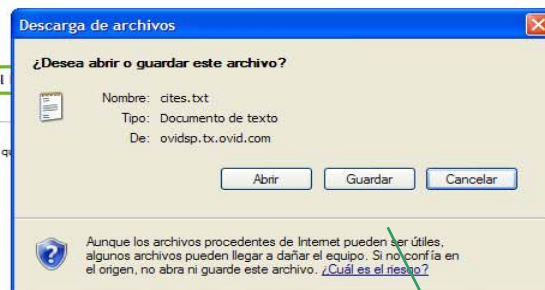 Descarga de archivos
¿Desea abrir o guardar este archivo?
Nombre: cites.txt
Tipo: Documento de texto
De: ovidsp.tx.ovid.com
Abrir Guardar Cancelar
Aunque los archivos procedentes de Internet pueden ser útiles,
algunos archivos pueden llegar a dañar el equipo. Si no confía en
el origen, no abra ni guarde este archivo. ¿Cuál es el riesgo?